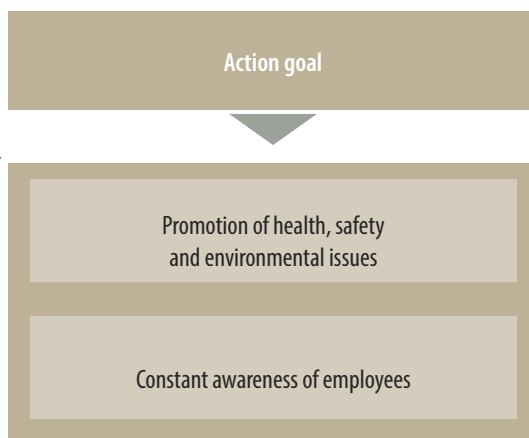 Action goal
Promotion of health, safety
and environmental issues
Constant awareness of employees